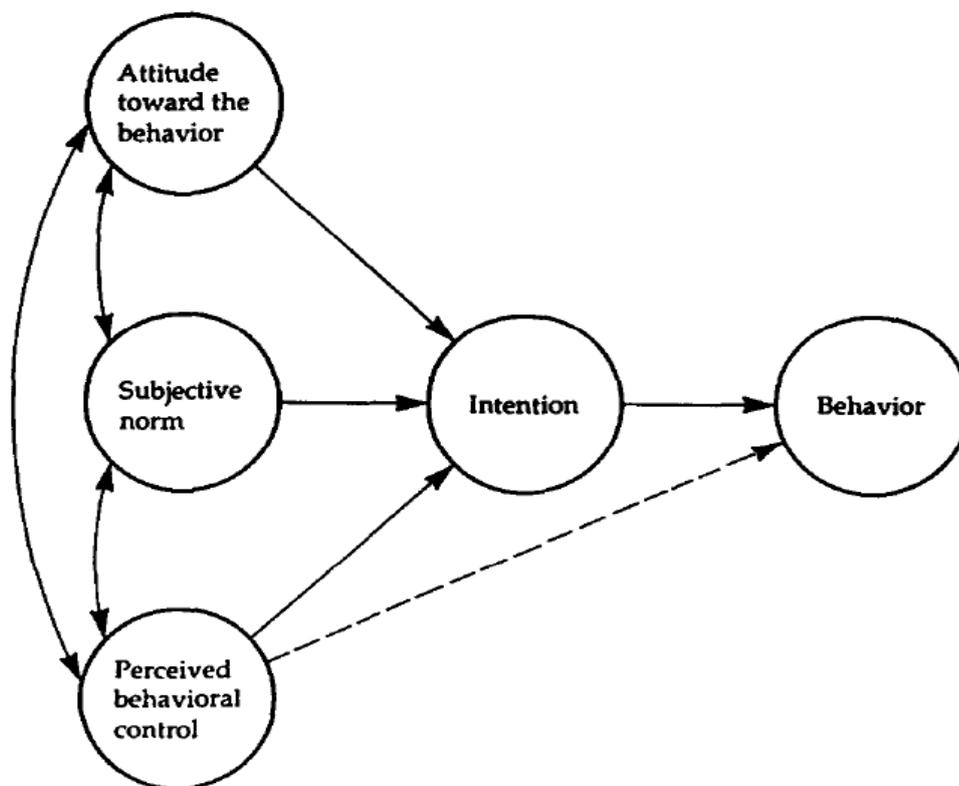 Attitude
toward the
behavior
Subjective
norm
Intention
Behavior
Perceived
behavioral
control